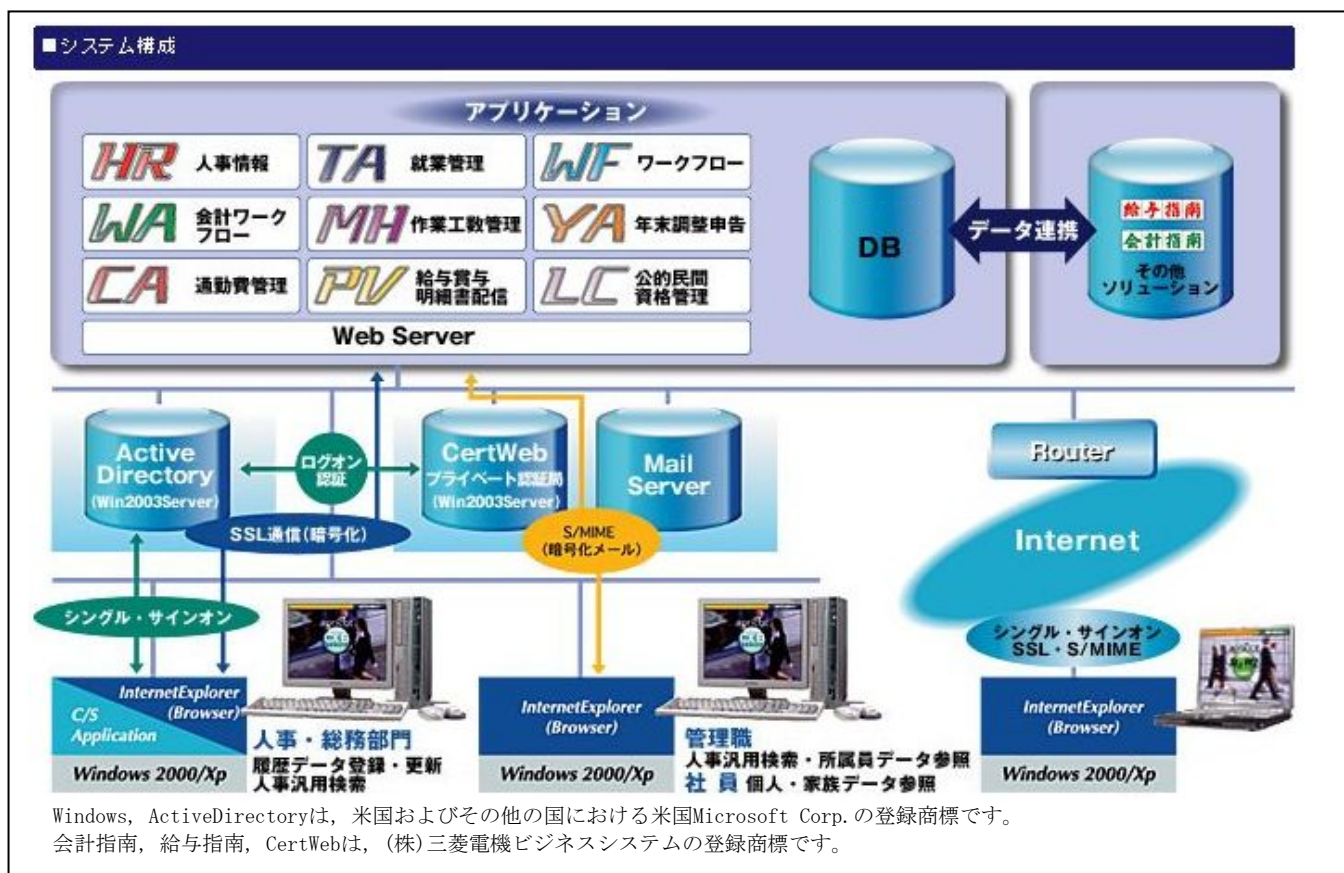 ■システム構成
アプリケーション
HR 人事情報
TA 就業管理
WF ワークフロー
WA 会計ワーク
フロー
MH 作業工数管理
YA 年末調整申告
CA 通勤費管理
PV 給与賞与
明細書配信
LC 公的民間
資格管理
Web Server
DB
データ連携
給与指南
会計指南
その他
ソリューション
Active
Directory
(Win2003Server)
ログオン
認証
CertWeb
プライベート認証局
(Win2003Server)
Mail
Server
Router
Internet
SSL通信(暗号化)
S/MIME
(暗号化メール)
シングル・サインオン
シングル・サインオン
SSL・S/MIME
InternetExplorer
(Browser)
C/S
Application
Windows 2000/Xp
人事・総務部門
履歴データ登録・更新
人事汎用検索
InternetExplorer
(Browser)
Windows 2000/Xp
管理職
人事汎用検索・所属員データ参照
社員 個人・家族データ参照
InternetExplorer
(Browser)
Windows 2000/Xp
Windows, ActiveDirectoryは, 米国およびその他の国における米国Microsoft Corp.の登録商標です。
会計指南, 給与指南, CertWebは, (株)三菱電機ビジネスシステムの登録商標です。